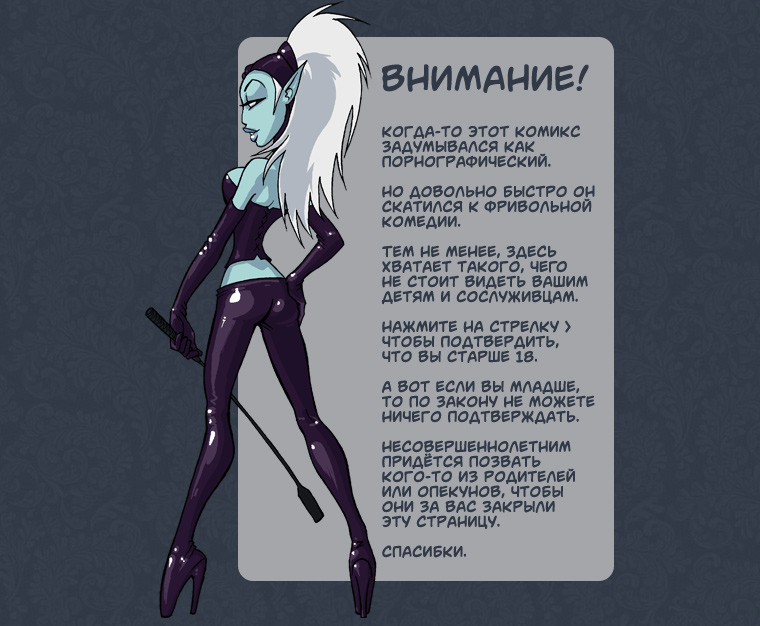 ВНИМАНИЕ!
КОГДА-ТО ЭТОТ КОМИКС
ЗАДУМЫВАЛСЯ КАК
ПОРНОГРАФИЧЕСКИЙ.
НО ДОВОЛЬНО БЫСТРО ОН
СКАТИЛСЯ К ФРИВОЛЬНОЙ
КОМЕДИИ.
ТЕМ НЕ МЕНЕЕ, ЗДЕСЬ
ХВАТАЕТ ТАКОГО, ЧЕГО
НЕ СТОИТ ВИДЕТЬ ВАШИМ
ДЕТЯМ И СОСЛУЖИВЦАМ.
НАЖМИТЕ НА СТРЕЛКУ >
ЧТОБЫ ПОДТВЕРДИТЬ,
ЧТО ВЫ СТАРШЕ 18.
А ВОТ ЕСЛИ ВЫ МЛАДШЕ,
ТО ПО ЗАКОНУ НЕ МОЖЕТЕ
НИЧЕГО ПОДТВЕРЖДАТЬ.
НЕСОВЕРШЕННОЛЕТНИМ
ПРИДЁТСЯ ПОЗВАТЬ
КОГО-ТО ИЗ РОДИТЕЛЕЙ
ИЛИ ОПЕКУНОВ, ЧТОБЫ
ОНИ ЗА ВАС ЗАКРЫЛИ
ЭТУ СТРАНИЦУ.
СПАСИБКИ.